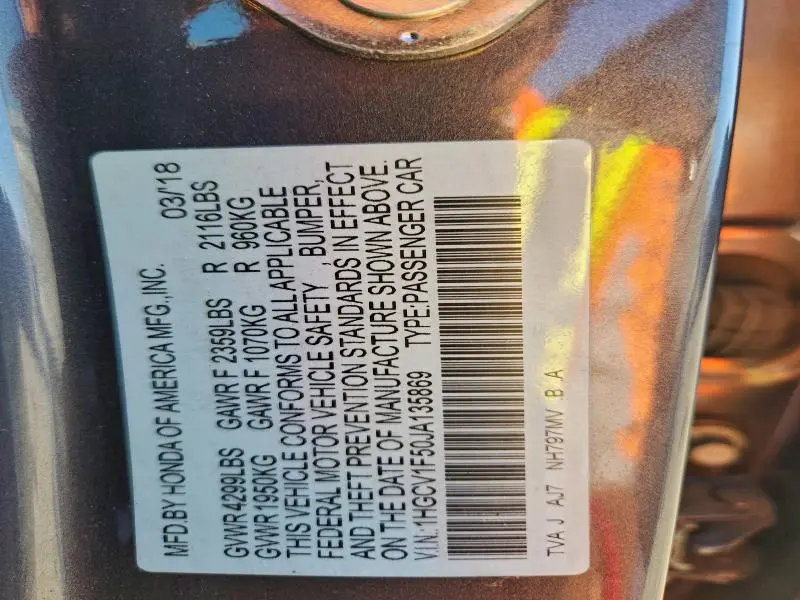 MFD.BY HONDA OF AMERICA MFG.,INC. 03/18
GVWR4299LBS GAWR F 2359LBS R 2116LBS
GVWR1950KG GAWR F 1070KG R 960KG
THIS VEHICLE CONFORMS TO ALL APPLICABLE
FEDERAL MOTOR VEHICLE SAFETY , BUMPER,
AND THEFT PREVENTION STANDARDS IN EFFECT
ON THE DATE OF MANUFACTURE SHOWN ABOVE.
V.I.N.: 1HGCV1F50JA135869 TYPE:PASSENGER CAR
TVA J AJ7 NH797MV B .A